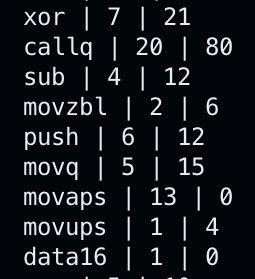 xor | 7 | 21
callq | 20 | 80
sub | 4 | 12
movzbl | 2 | 6
push | 6 | 12
movq | 5 | 15
movaps | 13 | 0
movups | 1 | 4
data16 | 1 | 0